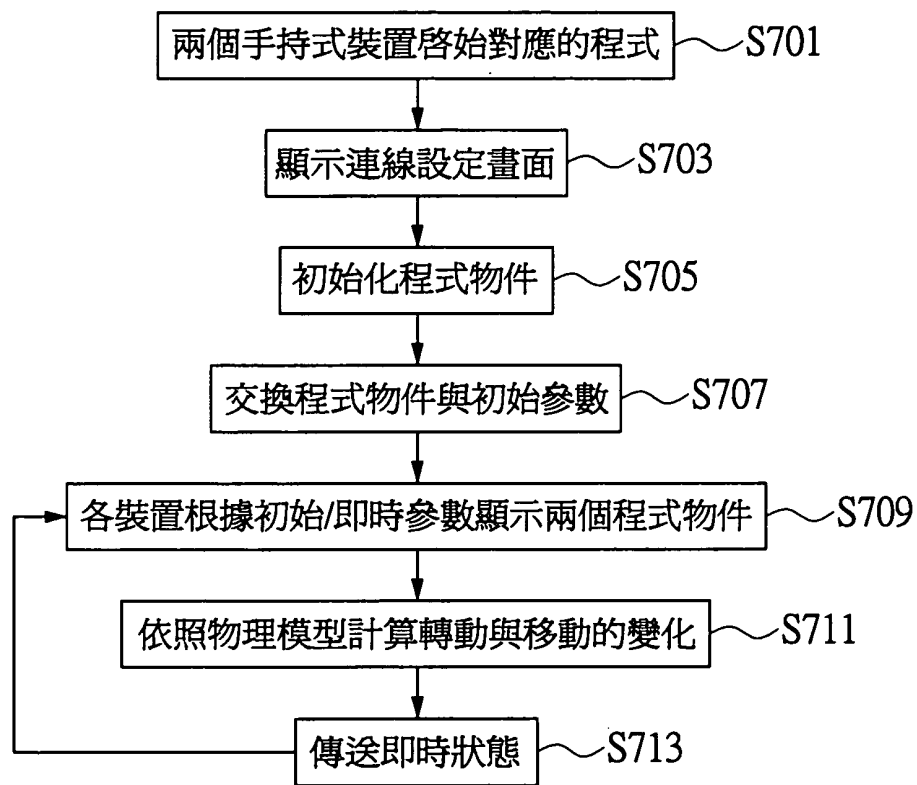 兩個手持式裝置啓始對應的程式 S701
顯示連線設定畫面 S703
初始化程式物件 S705
交換程式物件與初始參數 S707
各裝置根據初始/即時參數顯示兩個程式物件 S709
依照物理模型計算轉動與移動的變化 S711
傳送即時狀態 S713